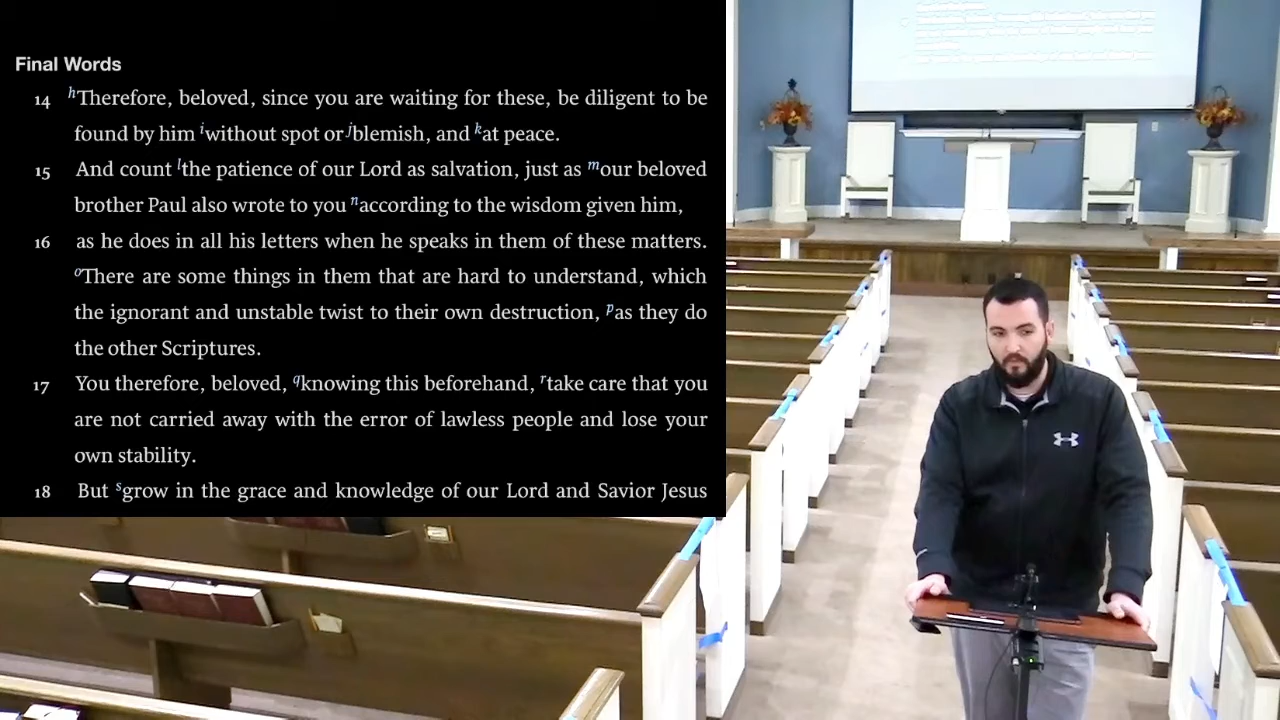 Final Words
14 hTherefore, beloved, since you are waiting for these, be diligent to be
found by him iwithout spot or jblemish, and kat peace.
15 And count lthe patience of our Lord as salvation, just as mour beloved
brother Paul also wrote to you naccording to the wisdom given him,
16 as he does in all his letters when he speaks in them of these matters.
oThere are some things in them that are hard to understand, which
the ignorant and unstable twist to their own destruction, pas they do
the other Scriptures.
17 You therefore, beloved, qknowing this beforehand, rtake care that you
are not carried away with the error of lawless people and lose your
own stability.
18 But sgrow in the grace and knowledge of our Lord and Savior Jesus